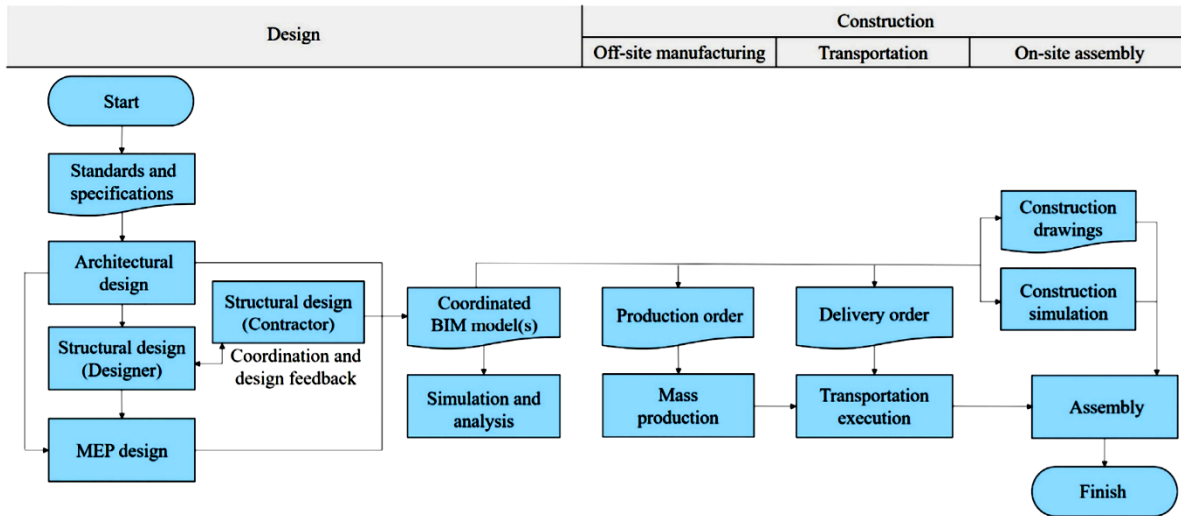 Design
Construction
Off-site manufacturing
Transportation
On-site assembly
Start
Standards and
specifications
Architectural
design
Structural design
(Designer)
MEP design
Structural design
(Contractor)
Coordination and
design feedback
Coordinated
BIM model(s)
Simulation and
analysis
Production order
Mass
production
Delivery order
Transportation
execution
Construction
drawings
Construction
simulation
Assembly
Finish